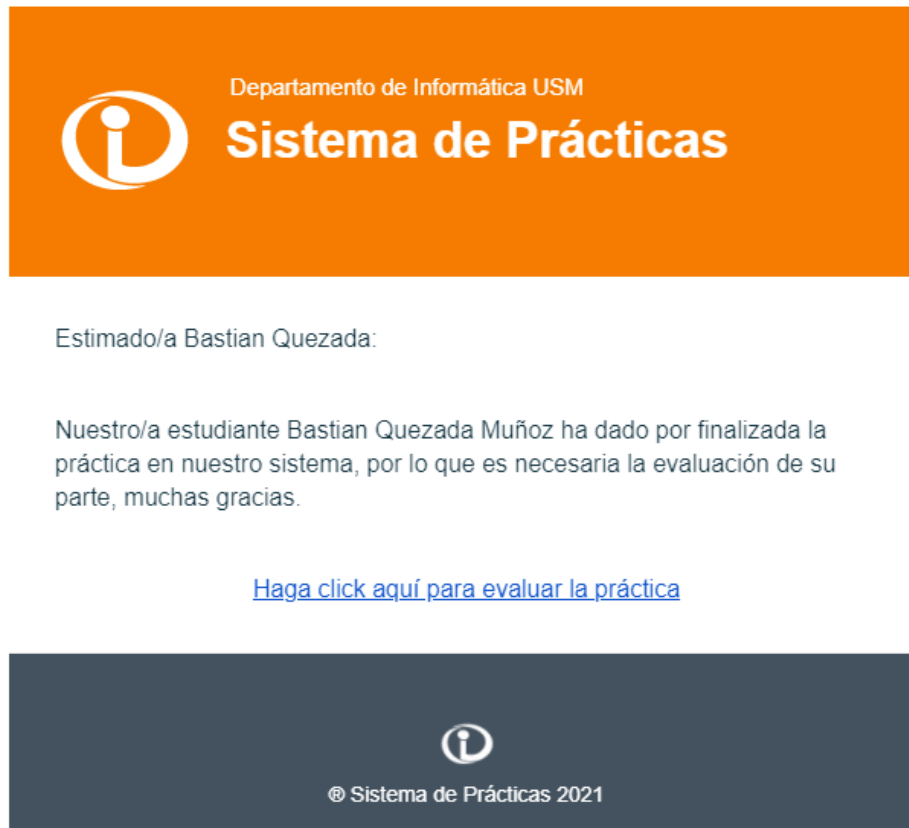 Departamento de Informática USM
Sistema de Prácticas
Estimado/a Bastian Quezada:
Nuestro/a estudiante Bastian Quezada Muñoz ha dado por finalizada la
práctica en nuestro sistema, por lo que es necesaria la evaluación de su
parte, muchas gracias.
Haga click aquí para evaluar la práctica
® Sistema de Prácticas 2021